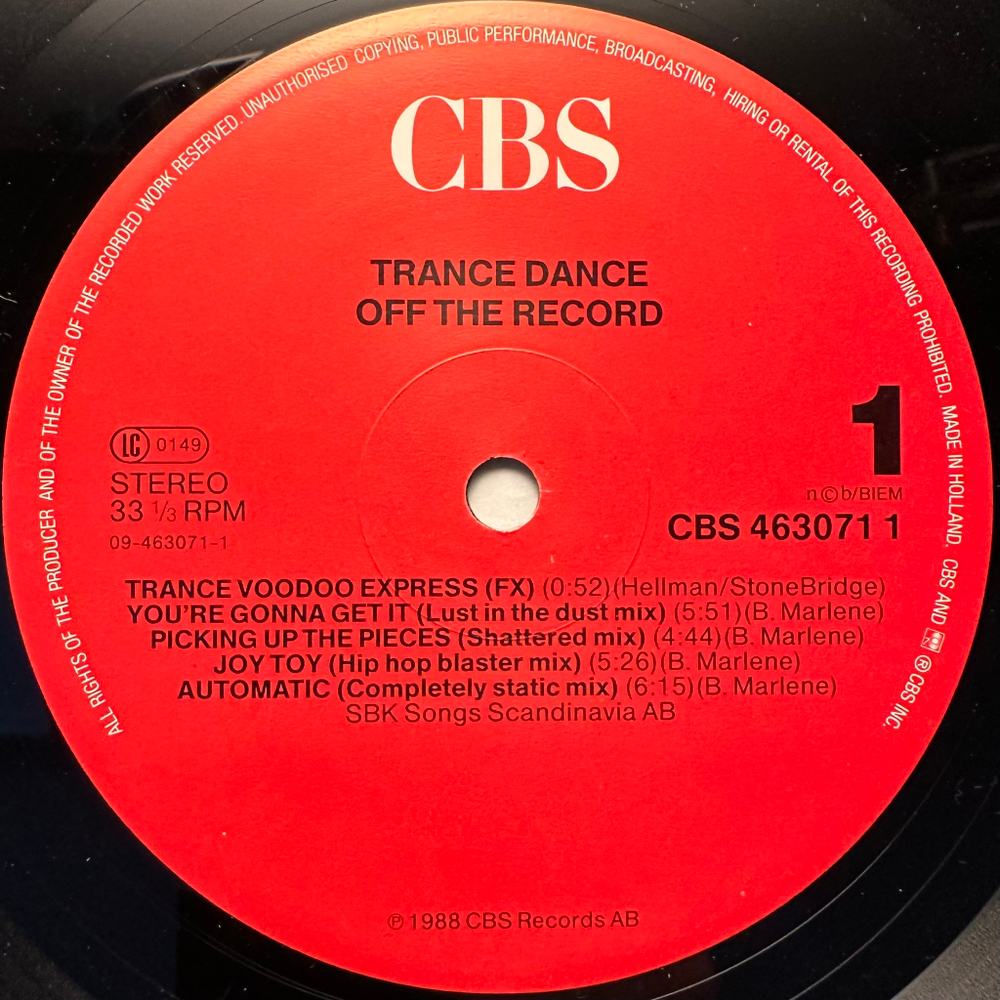 ALL RIGHTS OF THE PRODUCER AND OF THE OWNER OF THE RECORDED WORK RESERVED. UNAUTHORISED COPYING, PUBLIC PERFORMANCE, BROADCASTING, HIRING OR RENTAL OF THIS RECORDING PROHIBITED. MADE IN HOLLAND. CBS AND ℗ CBS INC.
CBS
TRANCE DANCE
OFF THE RECORD
1
LC 0149
STEREO
33 1/3 RPM
09-463071-1
n©b/BIEM
CBS 463071 1
TRANCE VOODOO EXPRESS (FX) (0:52)(Hellman/StoneBridge)
YOU'RE GONNA GET IT (Lust in the dust mix) (5:51)(B. Marlene)
PICKING UP THE PIECES (Shattered mix) (4:44)(B. Marlene)
JOY TOY (Hip hop blaster mix) (5:26)(B. Marlene)
AUTOMATIC (Completely static mix) (6:15)(B. Marlene)
SBK Songs Scandinavia AB
℗ 1988 CBS Records AB